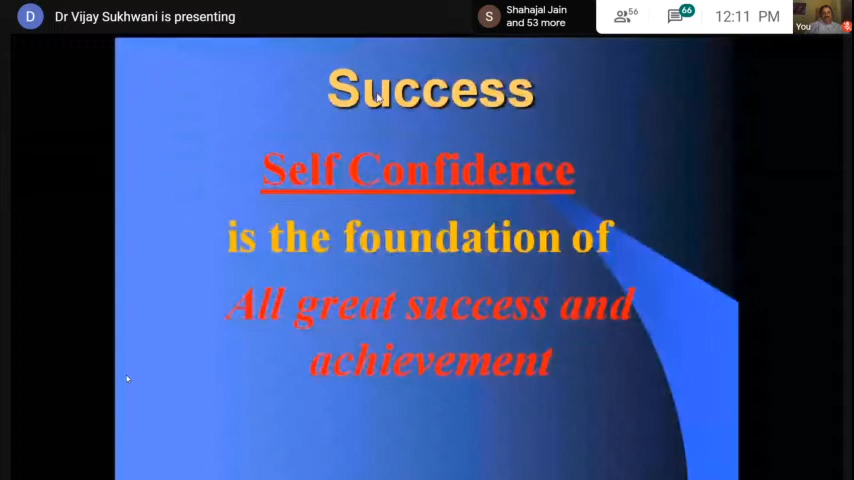 D Dr Vijay Sukhwani is presenting
S Shahajal Jain
and 53 more
56
66
12:11 PM
You
Success
Self Confidence
is the foundation of
All great success and
achievement